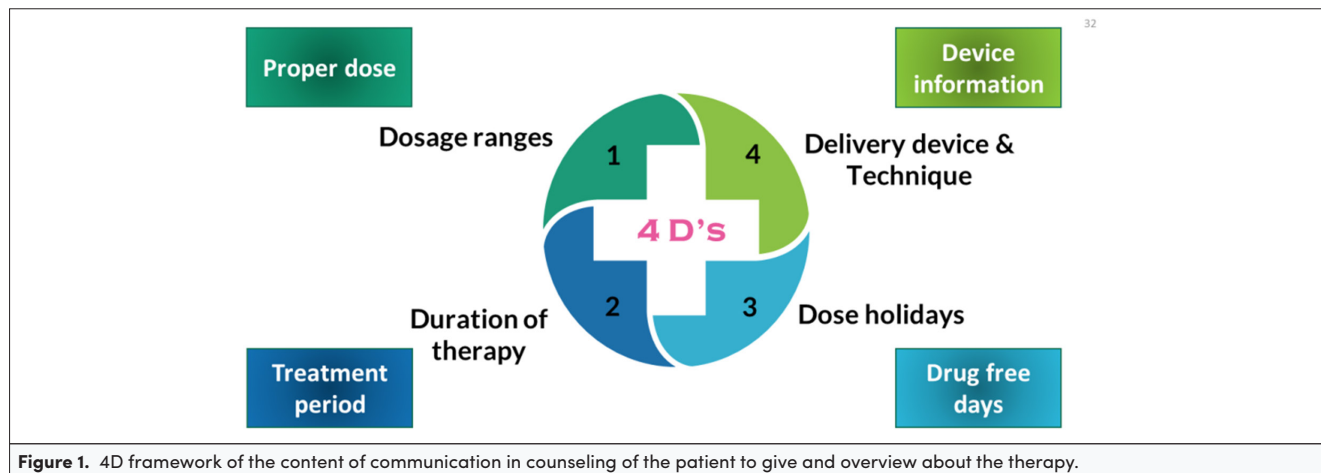 32
Proper dose
Device
information
Dosage ranges
1
4
Delivery device &
Technique
4 D's
Duration of
therapy
2
3
Dose holidays
Treatment
period
Drug free
days
Figure 1. 4D framework of the content of communication in counseling of the patient to give and overview about the therapy.